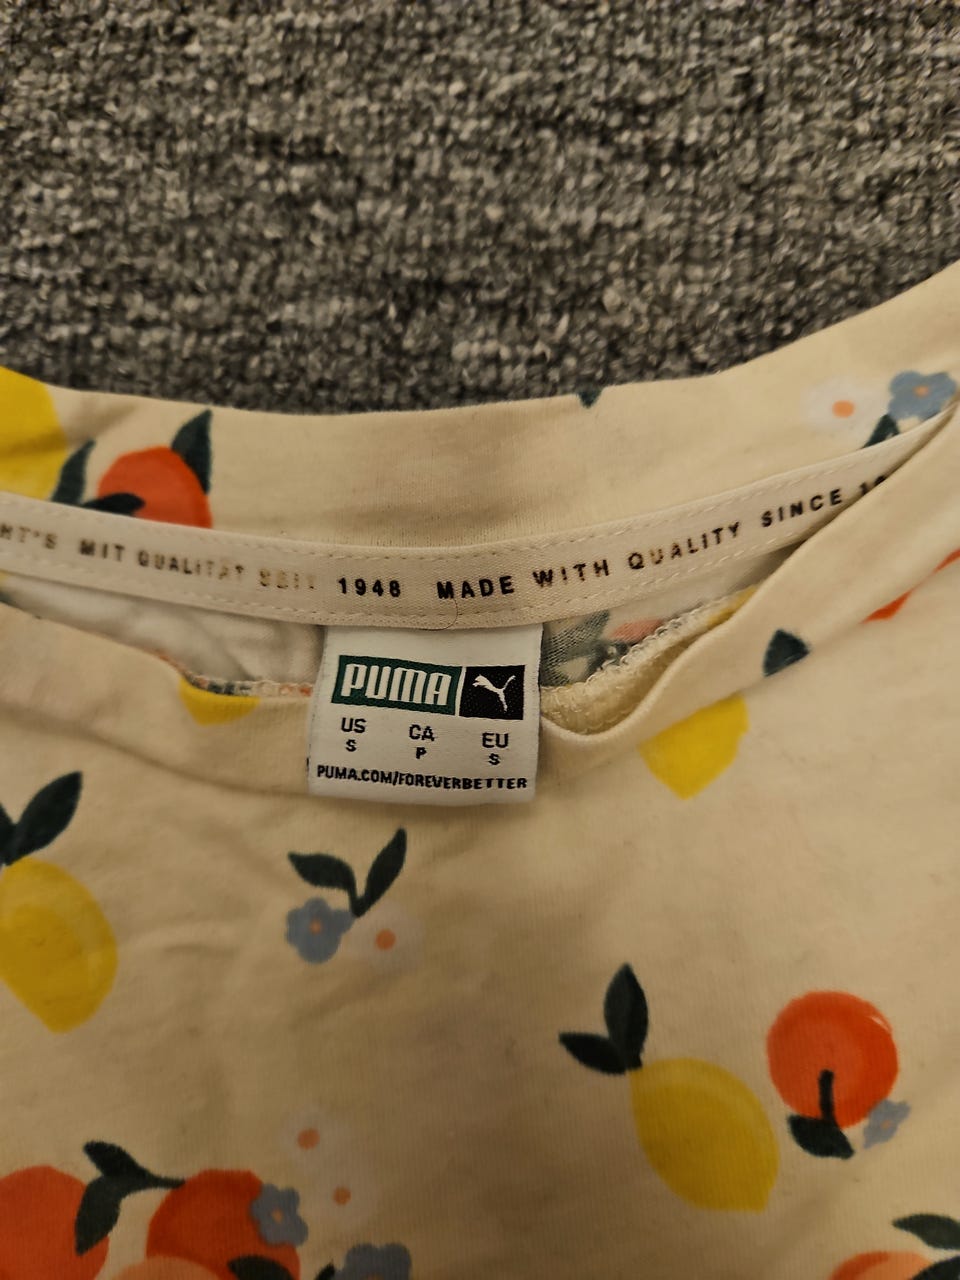 MIT QUALITÄT SEIT 1948 MADE WITH QUALITY SINCE
PUMA
US CA EU
S P S
PUMA.COM/FOREVERBETTER